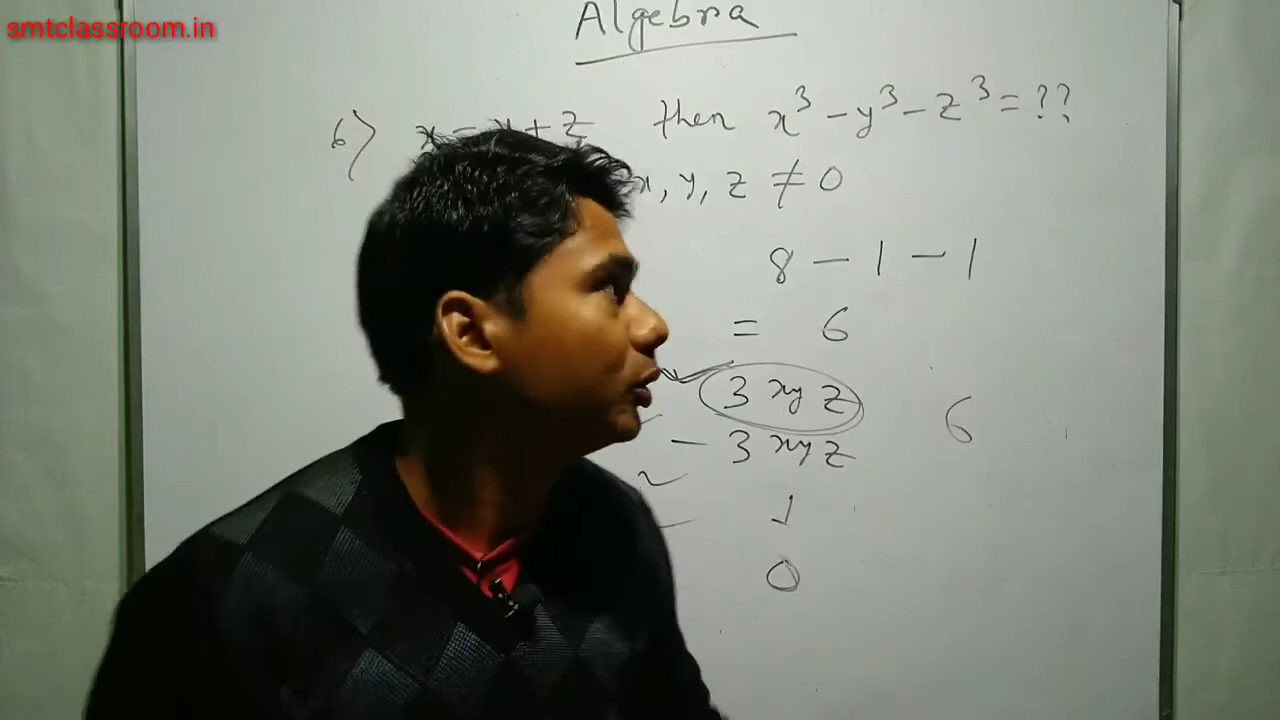 smtclassroom.in
Algebra
6) x = y + z then x³ - y³ - z³ = ??
x, y, z ≠ 0
8 - 1 - 1
= 6
3 xyz 6
- 3 xyz
1
0